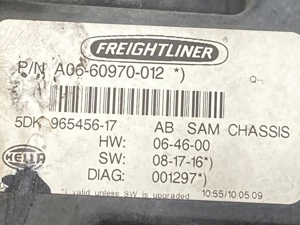 FREIGHTLINER
P/N A06-60970-012 *)
Q--.
5DK 965456-17 AB SAM CHASSIS
HW: 06-46-00
HELLA SW: 08-17-16*)
DIAG: 001297*)
*) valid unless SW is upgraded 10:55/10.05.09